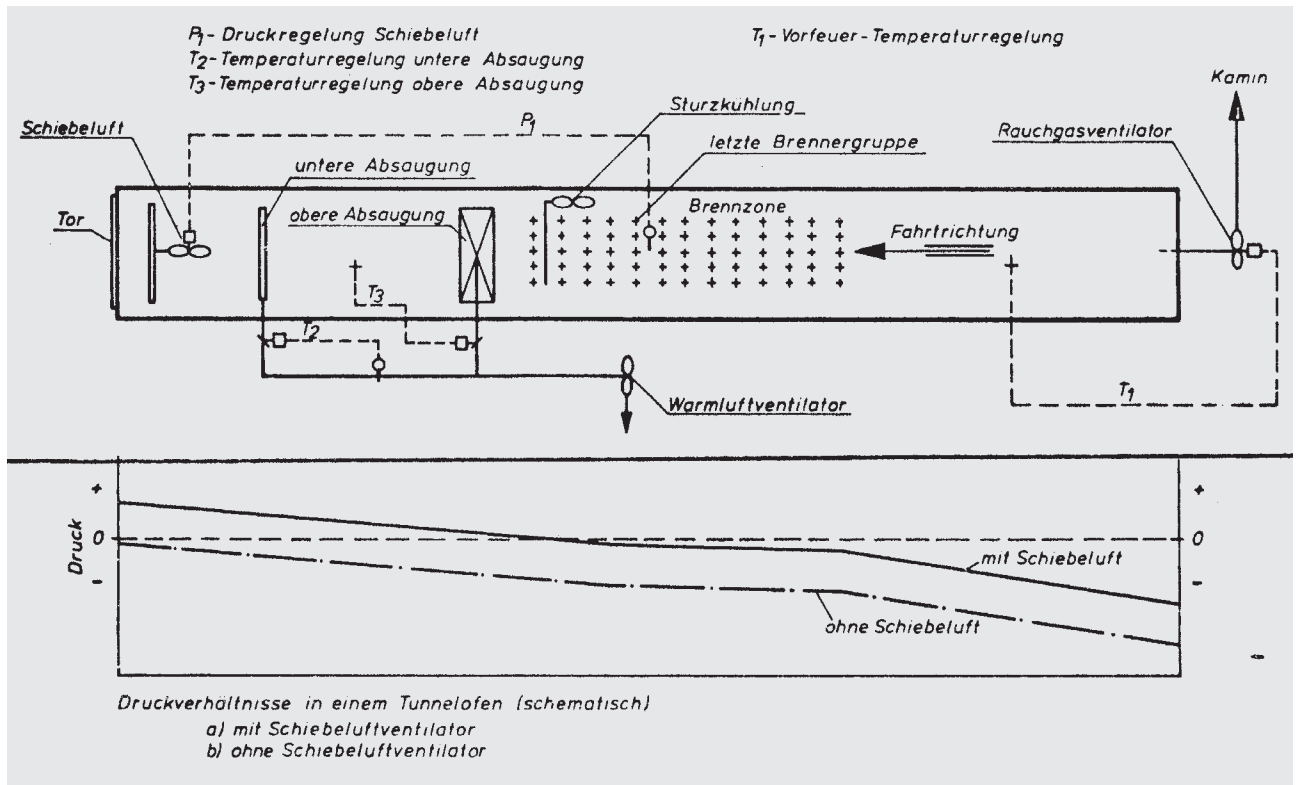 P₁- Druckregelung Schiebeluft
T₂- Temperaturregelung untere Absaugung
T₃- Temperaturregelung obere Absaugung
T₁- Vorfeuer - Temperaturregelung
Kamin
Sturzkühlung
Schiebeluft
P₁
letzte Brennergruppe
Rauchgasventilator
untere Absaugung
Tor
obere Absaugung
Brennzone
Fahrtrichtung
T₃
T₂
T₁
Warmluftventilator
+
+
Druck
0
0
-
-
mit Schiebeluft
ohne Schiebeluft
-
Druckverhältnisse in einem Tunnelofen (schematisch)
a) mit Schiebeluftventilator
b) ohne Schiebeluftventilator